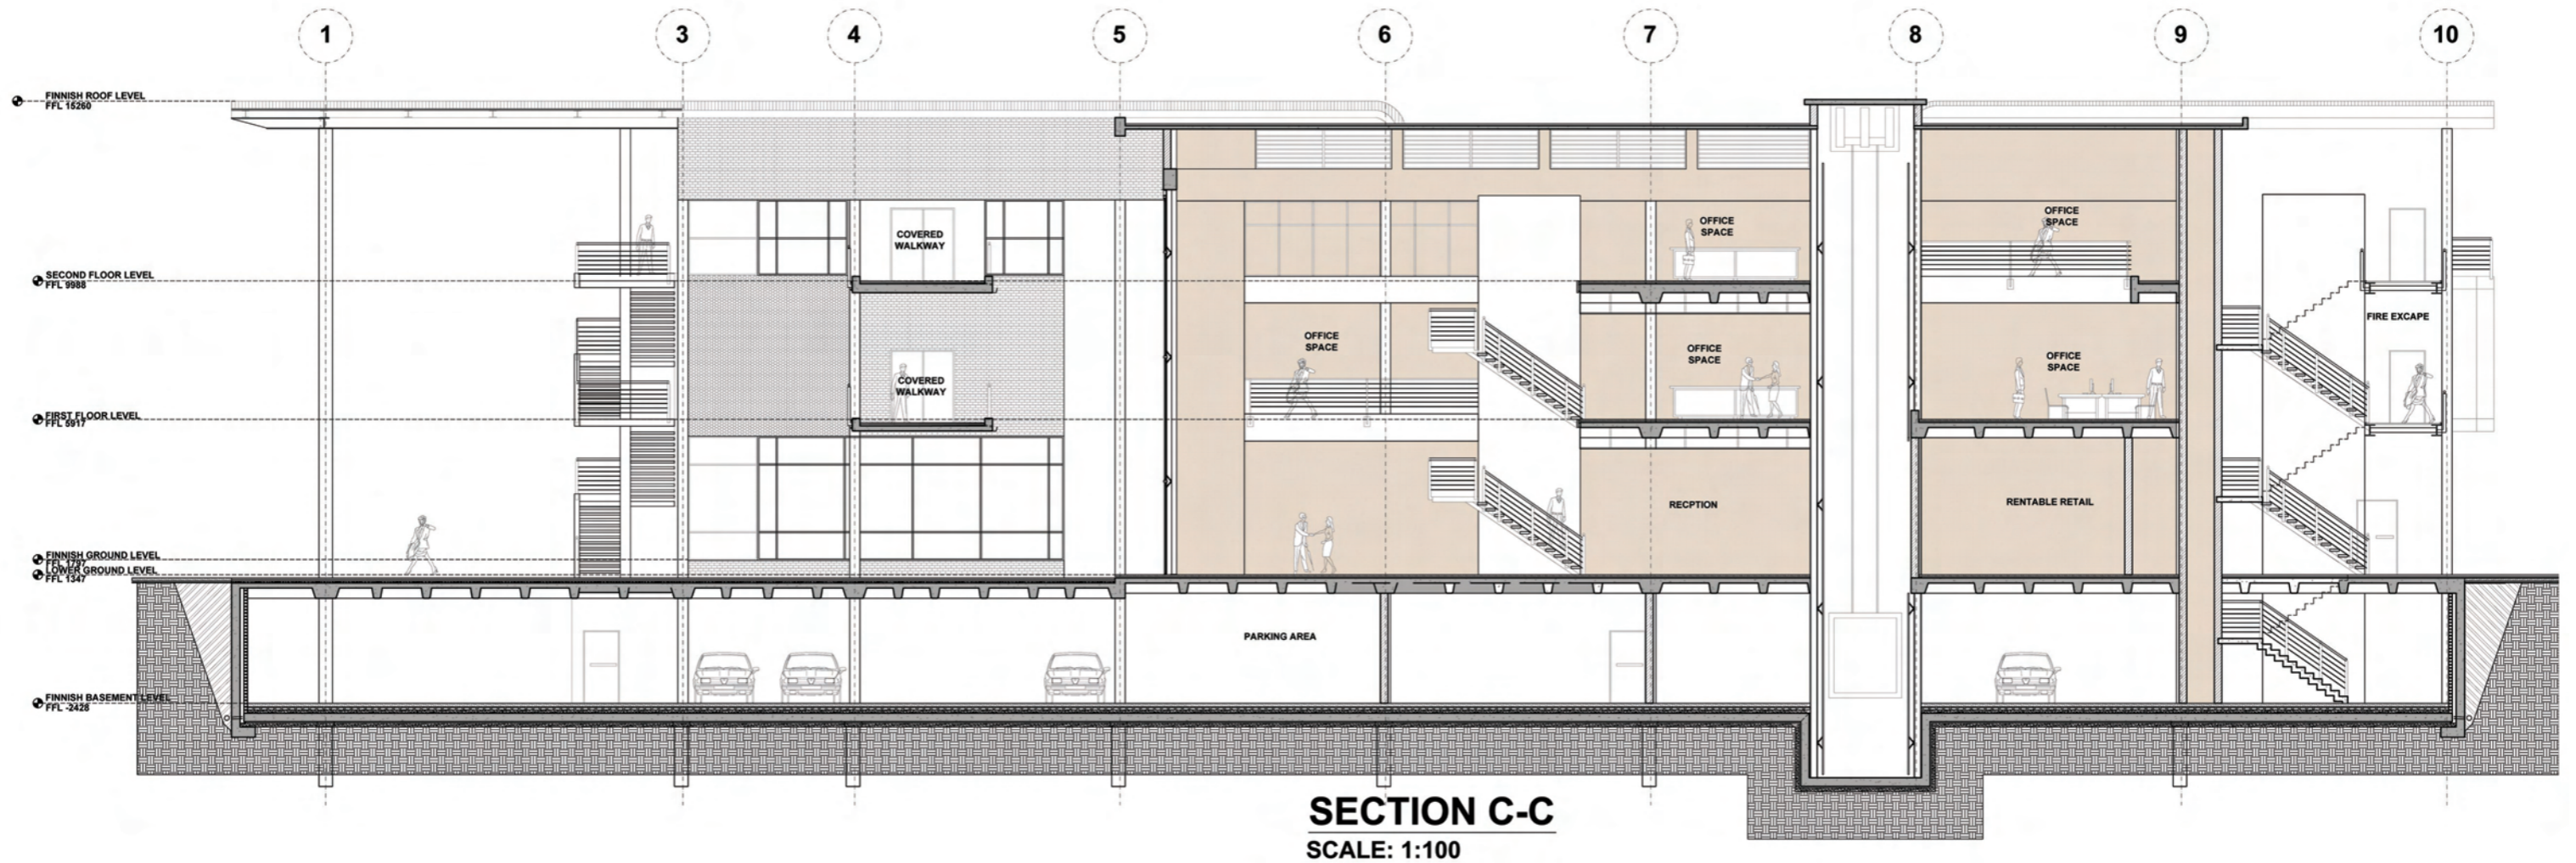 1
3
4
5
6
7
8
9
10
FINNISH ROOF LEVEL
FFL 15260
SECOND FLOOR LEVEL
FFL 9988
FIRST FLOOR LEVEL
FFL 5917
FINNISH GROUND LEVEL
FFL 1797
LOWER GROUND LEVEL
FFL 1347
FINNISH BASEMENT LEVEL
FFL -2428
COVERED
WALKWAY
COVERED
WALKWAY
OFFICE
SPACE
OFFICE
SPACE
OFFICE
SPACE
OFFICE
SPACE
OFFICE
SPACE
FIRE EXCAPE
RECPTION
RENTABLE RETAIL
PARKING AREA
SECTION C-C
SCALE: 1:100